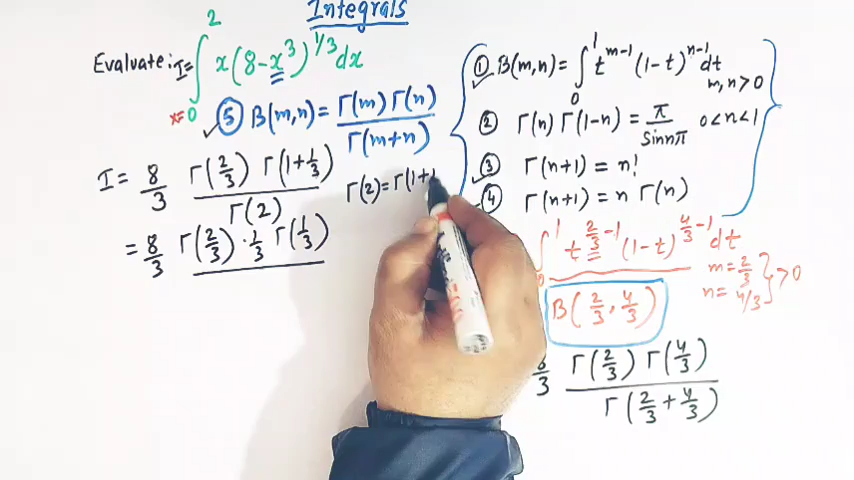 Integrals
Evaluate: I = ∫₀² x(8-x³)^1/3 dx
x=0
⑤ B(m,n) = Γ(m) Γ(n) / Γ(m+n)
I = 8/3 Γ(2/3) Γ(1+1/3) / Γ(2)
Γ(2) = Γ(1+1
= 8/3 Γ(2/3) · 1/3 Γ(1/3)
① B(m,n) = ∫₀¹ t^m-1 (1-t)^n-1 dt
m, n > 0
② Γ(n) Γ(1-n) = π / Sin nπ 0<n<1
③ Γ(n+1) = n!
④ Γ(n+1) = n Γ(n)
∫₀¹ t^2/3-1 (1-t)^4/3-1 dt
m = 2/3
n = 4/3 } >0
B(2/3, 4/3)
8/3 Γ(2/3) Γ(4/3) / Γ(2/3 + 4/3)